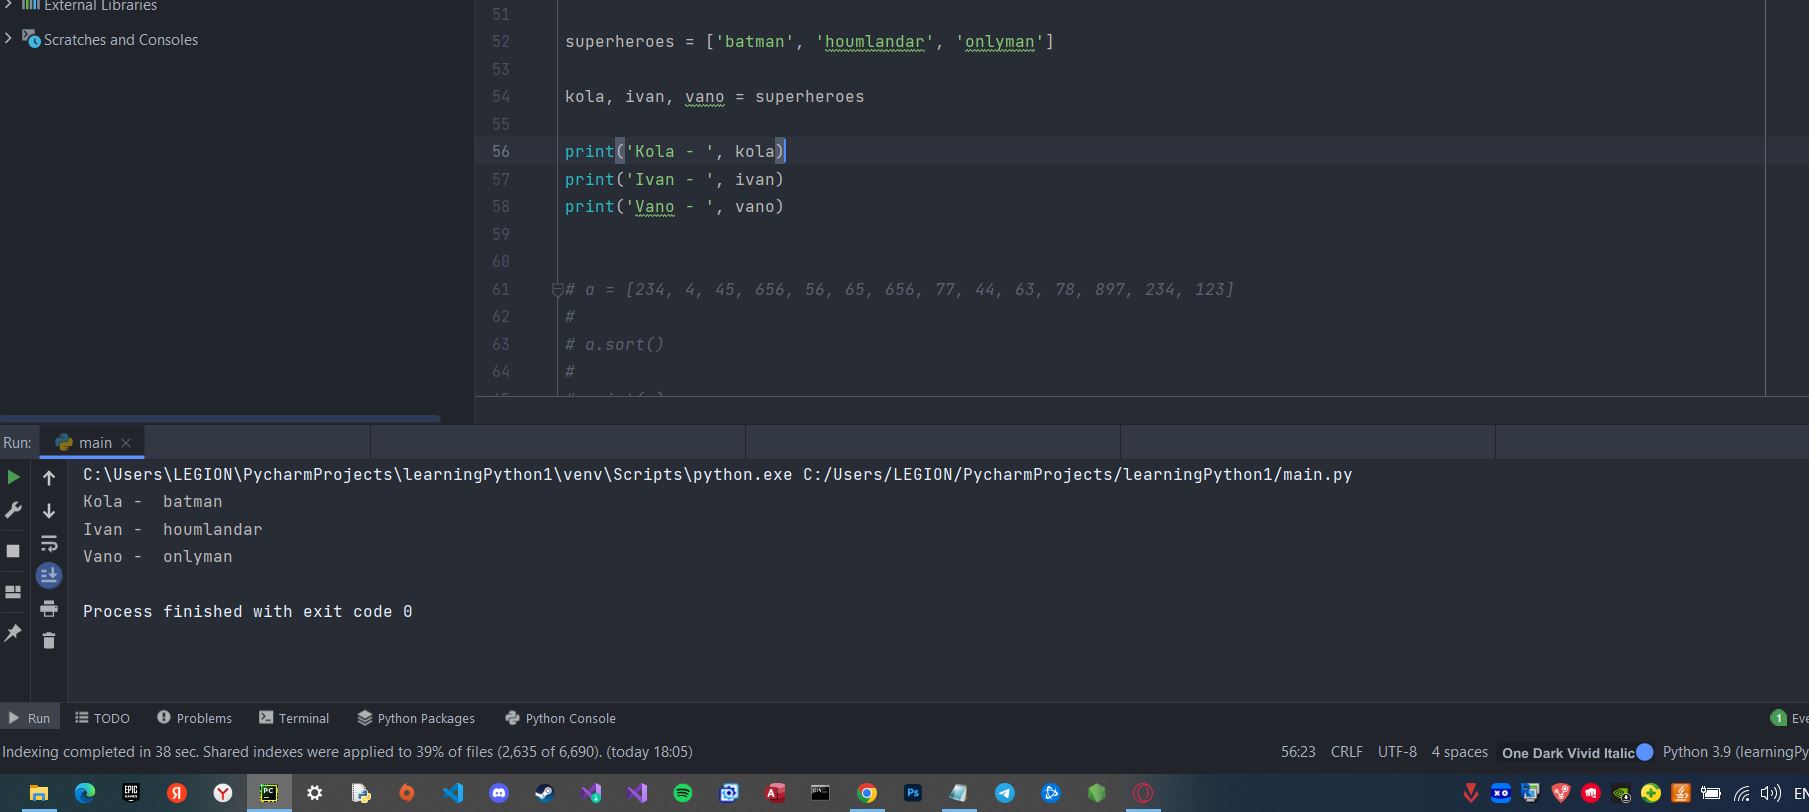 External Libraries
Scratches and Consoles
51
52 superheroes = ['batman', 'houmlandar', 'onlyman']
53
54 kola, ivan, vano = superheroes
55
56 print('Kola - ', kola)
57 print('Ivan - ', ivan)
58 print('Vano - ', vano)
59
60
61 # a = [234, 4, 45, 656, 56, 65, 656, 77, 44, 63, 78, 897, 234, 123]
62 #
63 # a.sort()
64 #
Run: main
C:\Users\LEGION\PycharmProjects\learningPython1\venv\Scripts\python.exe C:/Users/LEGION/PycharmProjects/learningPython1/main.py
Kola -  batman
Ivan -  houmlandar
Vano -  onlyman
Process finished with exit code 0
Run TODO Problems Terminal Python Packages Python Console 1 Eve
Indexing completed in 38 sec. Shared indexes were applied to 39% of files (2,635 of 6,690). (today 18:05) 56:23 CRLF UTF-8 4 spaces One Dark Vivid Italic Python 3.9 (learningPy
EPIC GAMES Я Y PC Ps XO EN